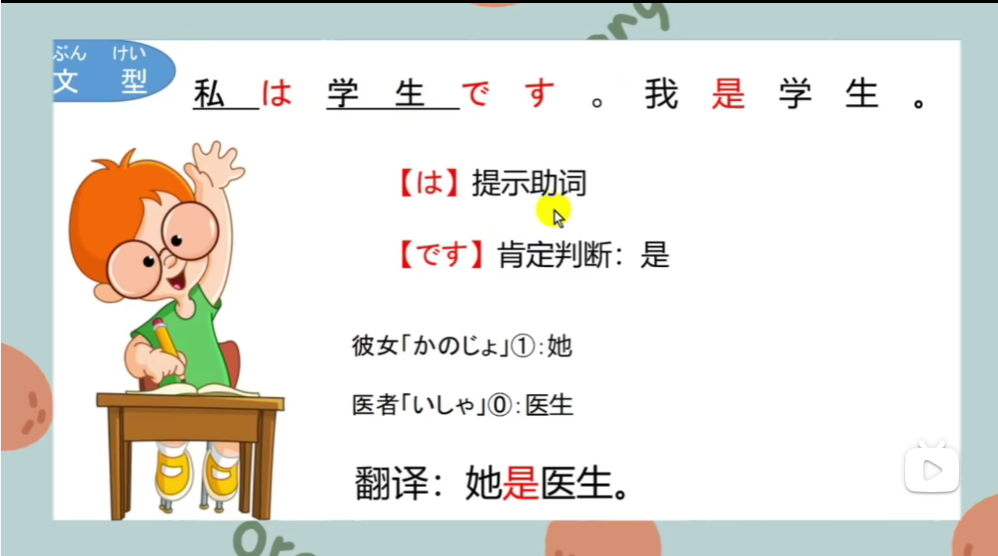 ory
ぶん けい
文 型
私は 学生です。我是学生。
【は】提示助词
【です】肯定判断：是
彼女「かのじょ」①：她
医者「いしゃ」⓪：医生
翻译：她是医生。